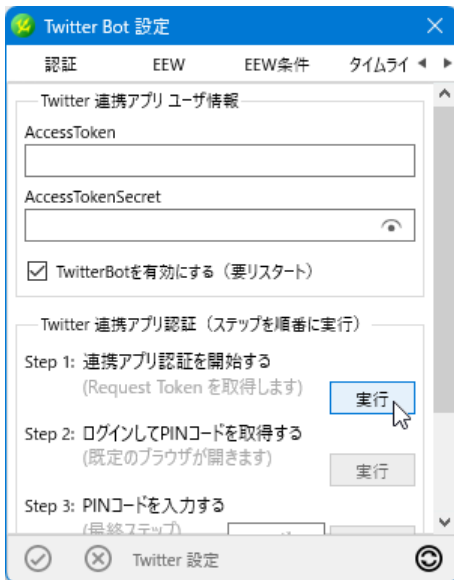 Twitter Bot 設定
認証 EEW EEW条件 タイムライ
Twitter 連携アプリ ユーザ情報
AccessToken
AccessTokenSecret
TwitterBotを有効にする（要リスタート）
Twitter 連携アプリ認証（ステップを順番に実行）
Step 1: 連携アプリ認証を開始する
(Request Token を取得します)
実行
Step 2: ログインしてPINコードを取得する
(既定のブラウザが開きます)
実行
Step 3: PINコードを入力する
(最終ステップ)
Twitter 設定